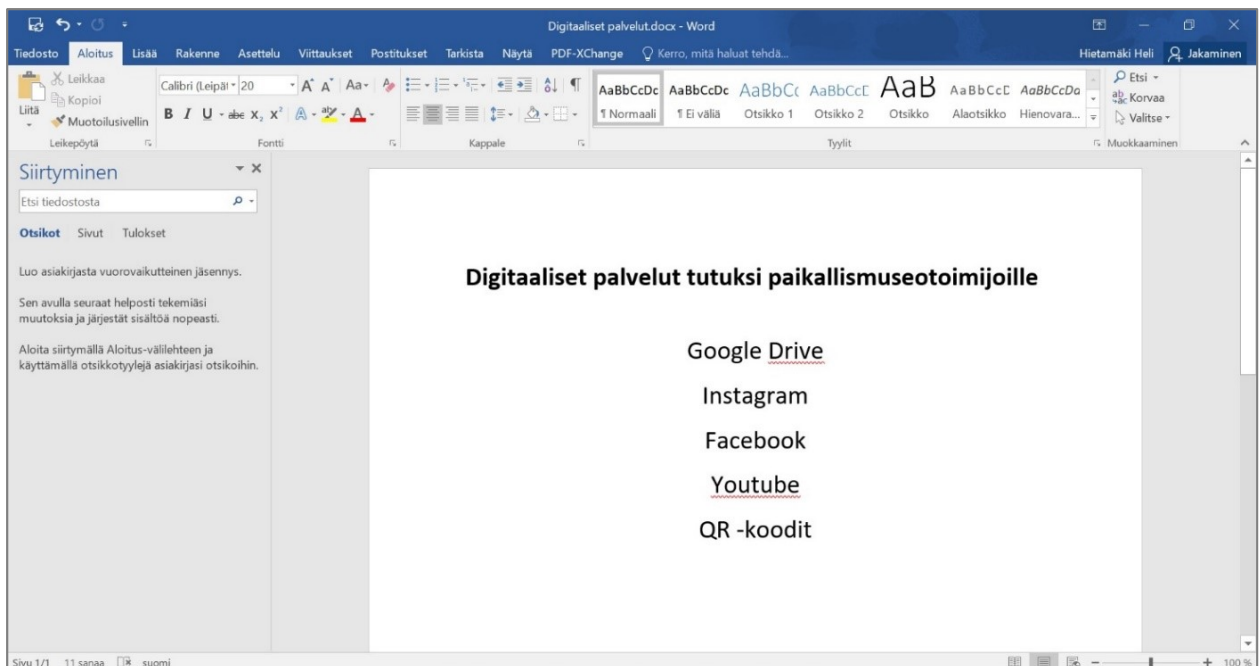 Digitaaliset palvelut.docx - Word
Tiedosto Aloitus Lisää Rakenne Asettelu Viittaukset Postitukset Tarkista Näytä PDF-XChange Kerro, mitä haluat tehdä... Hietamäki Heli Jakaminen
Liitä
Leikkaa
Kopioi
Muotoilusivellin
Leikepöytä
Calibri (Leipät 20
Fontti
Kappale
AaBbCcDc AaBbCcDc AaBbCc AaBbCcE AaB AaBbCcE AaBbCcDa
¶ Normaali ¶ Ei väliä Otsikko 1 Otsikko 2 Otsikko Alaotsikko Hienovara...
Tyylit
Etsi
Korvaa
Valitse
Muokkaaminen
Siirtyminen
Etsi tiedostosta
Otsikot Sivut Tulokset
Luo asiakirjasta vuorovaikutteinen jäsennys.
Sen avulla seuraat helposti tekemiäsi
muutoksia ja järjestät sisältöä nopeasti.
Aloita siirtymällä Aloitus-välilehteen ja
käyttämällä otsikkotyylejä asiakirjasi otsikoihin.
Digitaaliset palvelut tutuksi paikallismuseotoimijoille
Google Drive
Instagram
Facebook
Youtube
QR -koodit
Sivu 1/1 11 sanaa suomi 100 %